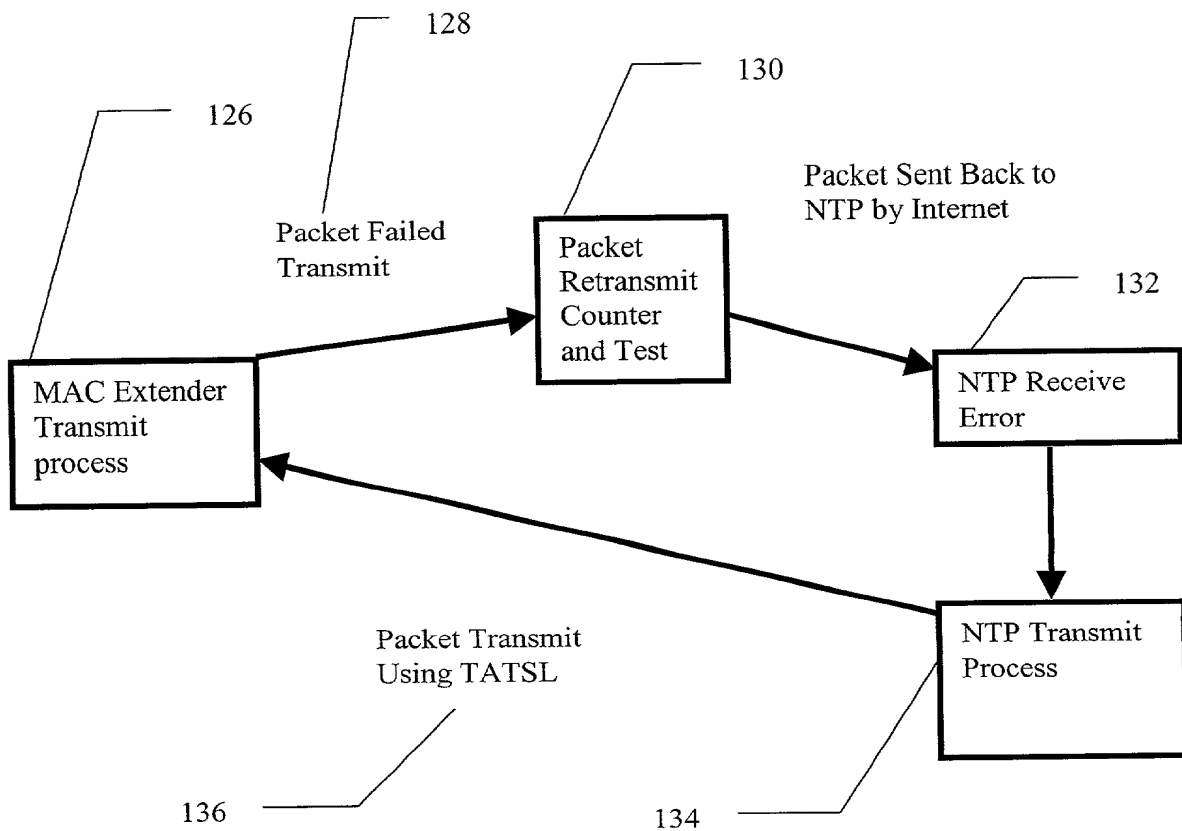 128
130
126
Packet Sent Back to
NTP by Internet
Packet Failed
Transmit
Packet
Retransmit
Counter
and Test
132
MAC Extender
Transmit
process
NTP Receive
Error
Packet Transmit
Using TATSL
NTP Transmit
Process
136
134